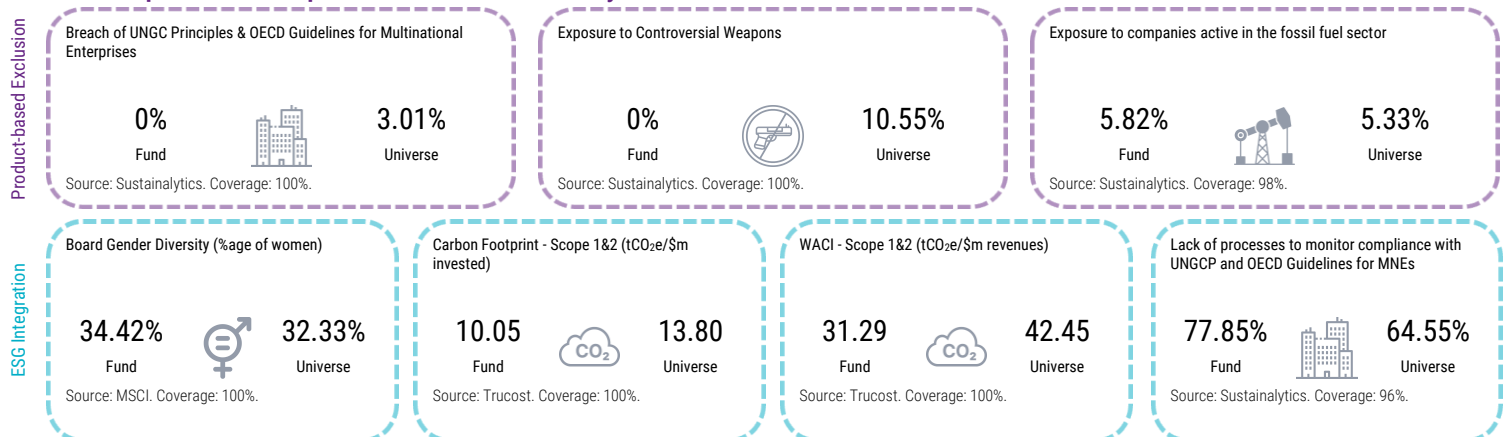 Product-based Exclusion
Breach of UNGC Principles & OECD Guidelines for Multinational
Enterprises
0%
Fund
3.01%
Universe
Source: Sustainalytics. Coverage: 100%.
Exposure to Controversial Weapons
0%
Fund
10.55%
Universe
Source: Sustainalytics. Coverage: 100%.
Exposure to companies active in the fossil fuel sector
5.82%
Fund
5.33%
Universe
Source: Sustainalytics. Coverage: 98%.
ESG Integration
Board Gender Diversity (%age of women)
34.42%
Fund
32.33%
Universe
Source: MSCI. Coverage: 100%.
Carbon Footprint - Scope 1&2 (tCO₂e/$m
invested)
10.05
Fund
CO₂
13.80
Universe
Source: Trucost. Coverage: 100%.
WACI - Scope 1&2 (tCO₂e/$m revenues)
31.29
Fund
CO₂
42.45
Universe
Source: Trucost. Coverage: 100%.
Lack of processes to monitor compliance with
UNGCP and OECD Guidelines for MNEs
77.85%
Fund
64.55%
Universe
Source: Sustainalytics. Coverage: 96%.